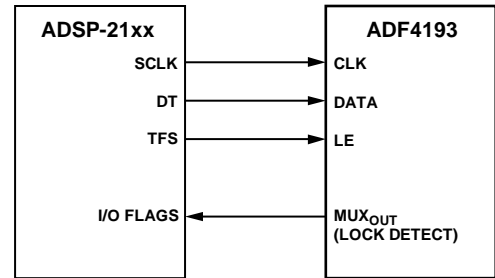 ADSP-21xx
SCLK
DT
TFS
I/O FLAGS
ADF4193
CLK
DATA
LE
MUXOUT
(LOCK DETECT)